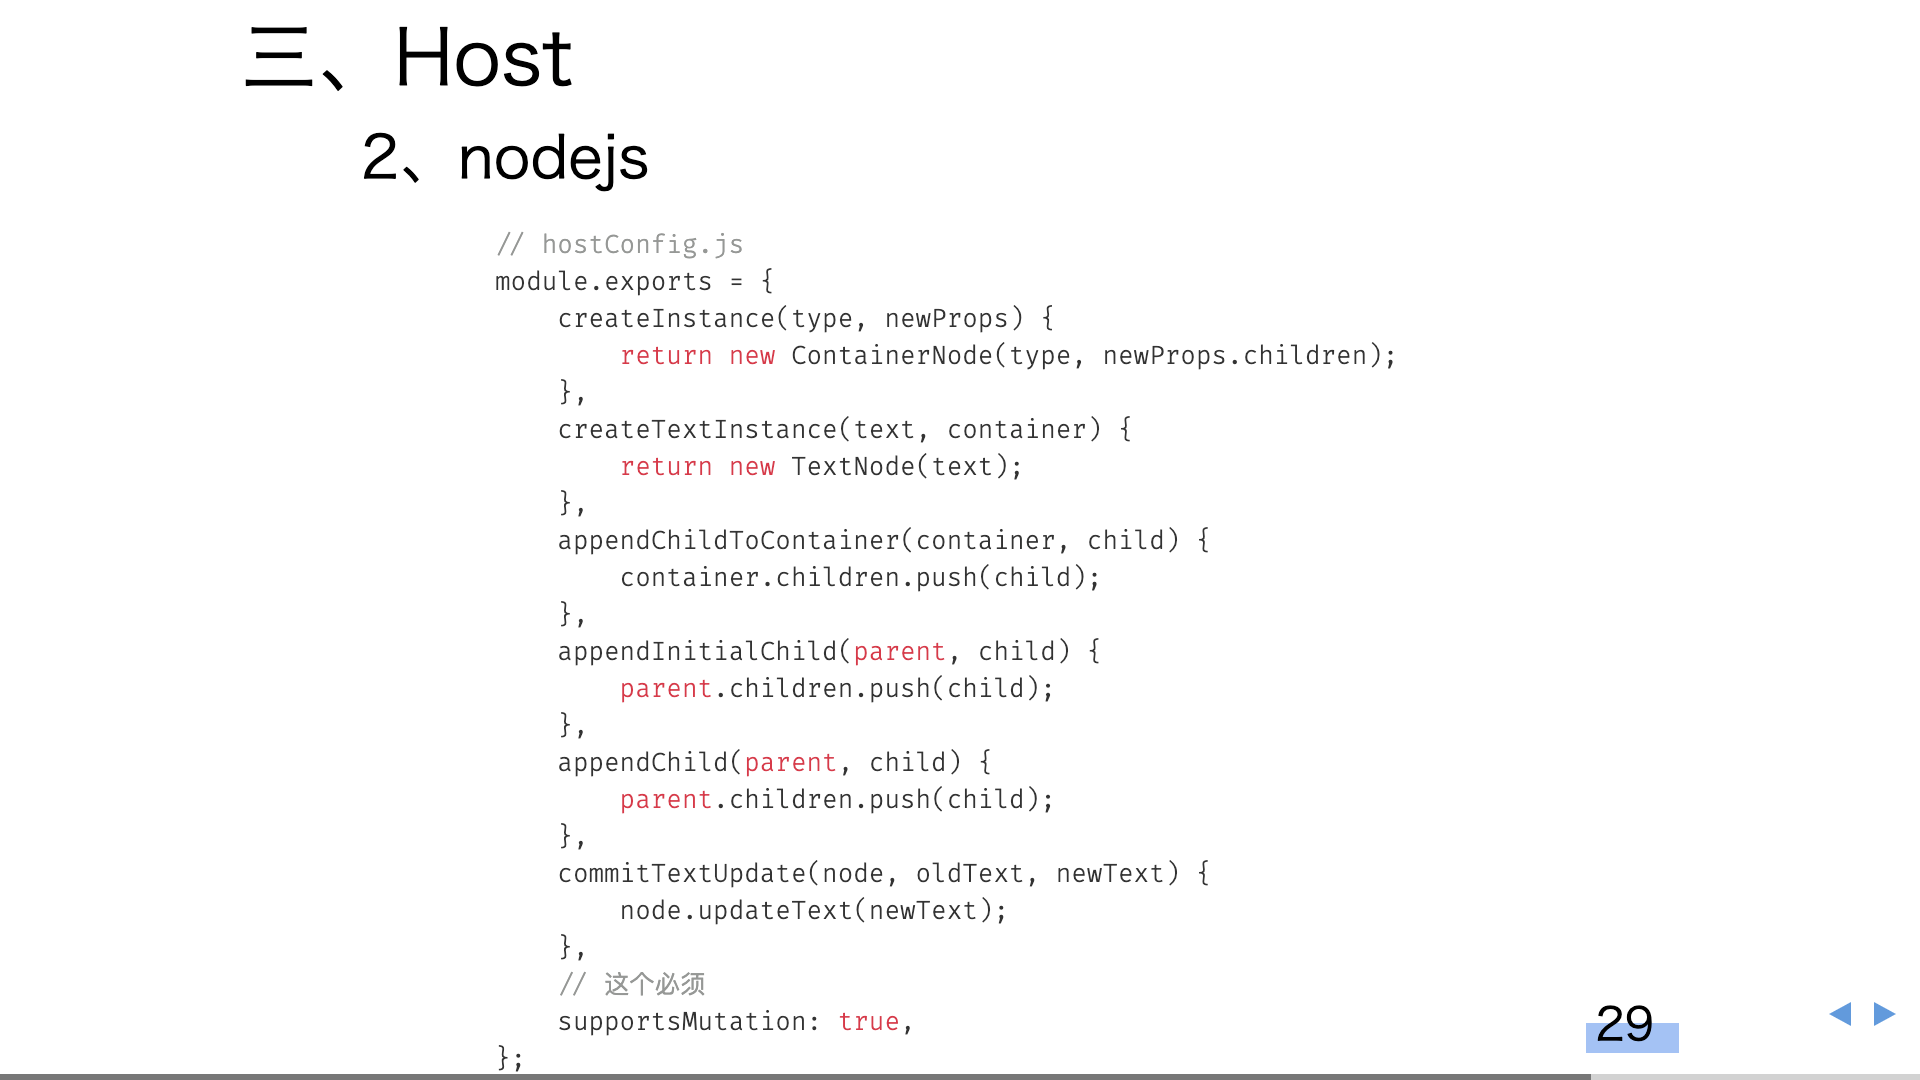 三、Host
2、nodejs
// hostConfig.js
module.exports = {
    createInstance(type, newProps) {
        return new ContainerNode(type, newProps.children);
    },
    createTextInstance(text, container) {
        return new TextNode(text);
    },
    appendChildToContainer(container, child) {
        container.children.push(child);
    },
    appendInitialChild(parent, child) {
        parent.children.push(child);
    },
    appendChild(parent, child) {
        parent.children.push(child);
    },
    commitTextUpdate(node, oldText, newText) {
        node.updateText(newText);
    },
    // 这个必须
    supportsMutation: true,
};
29